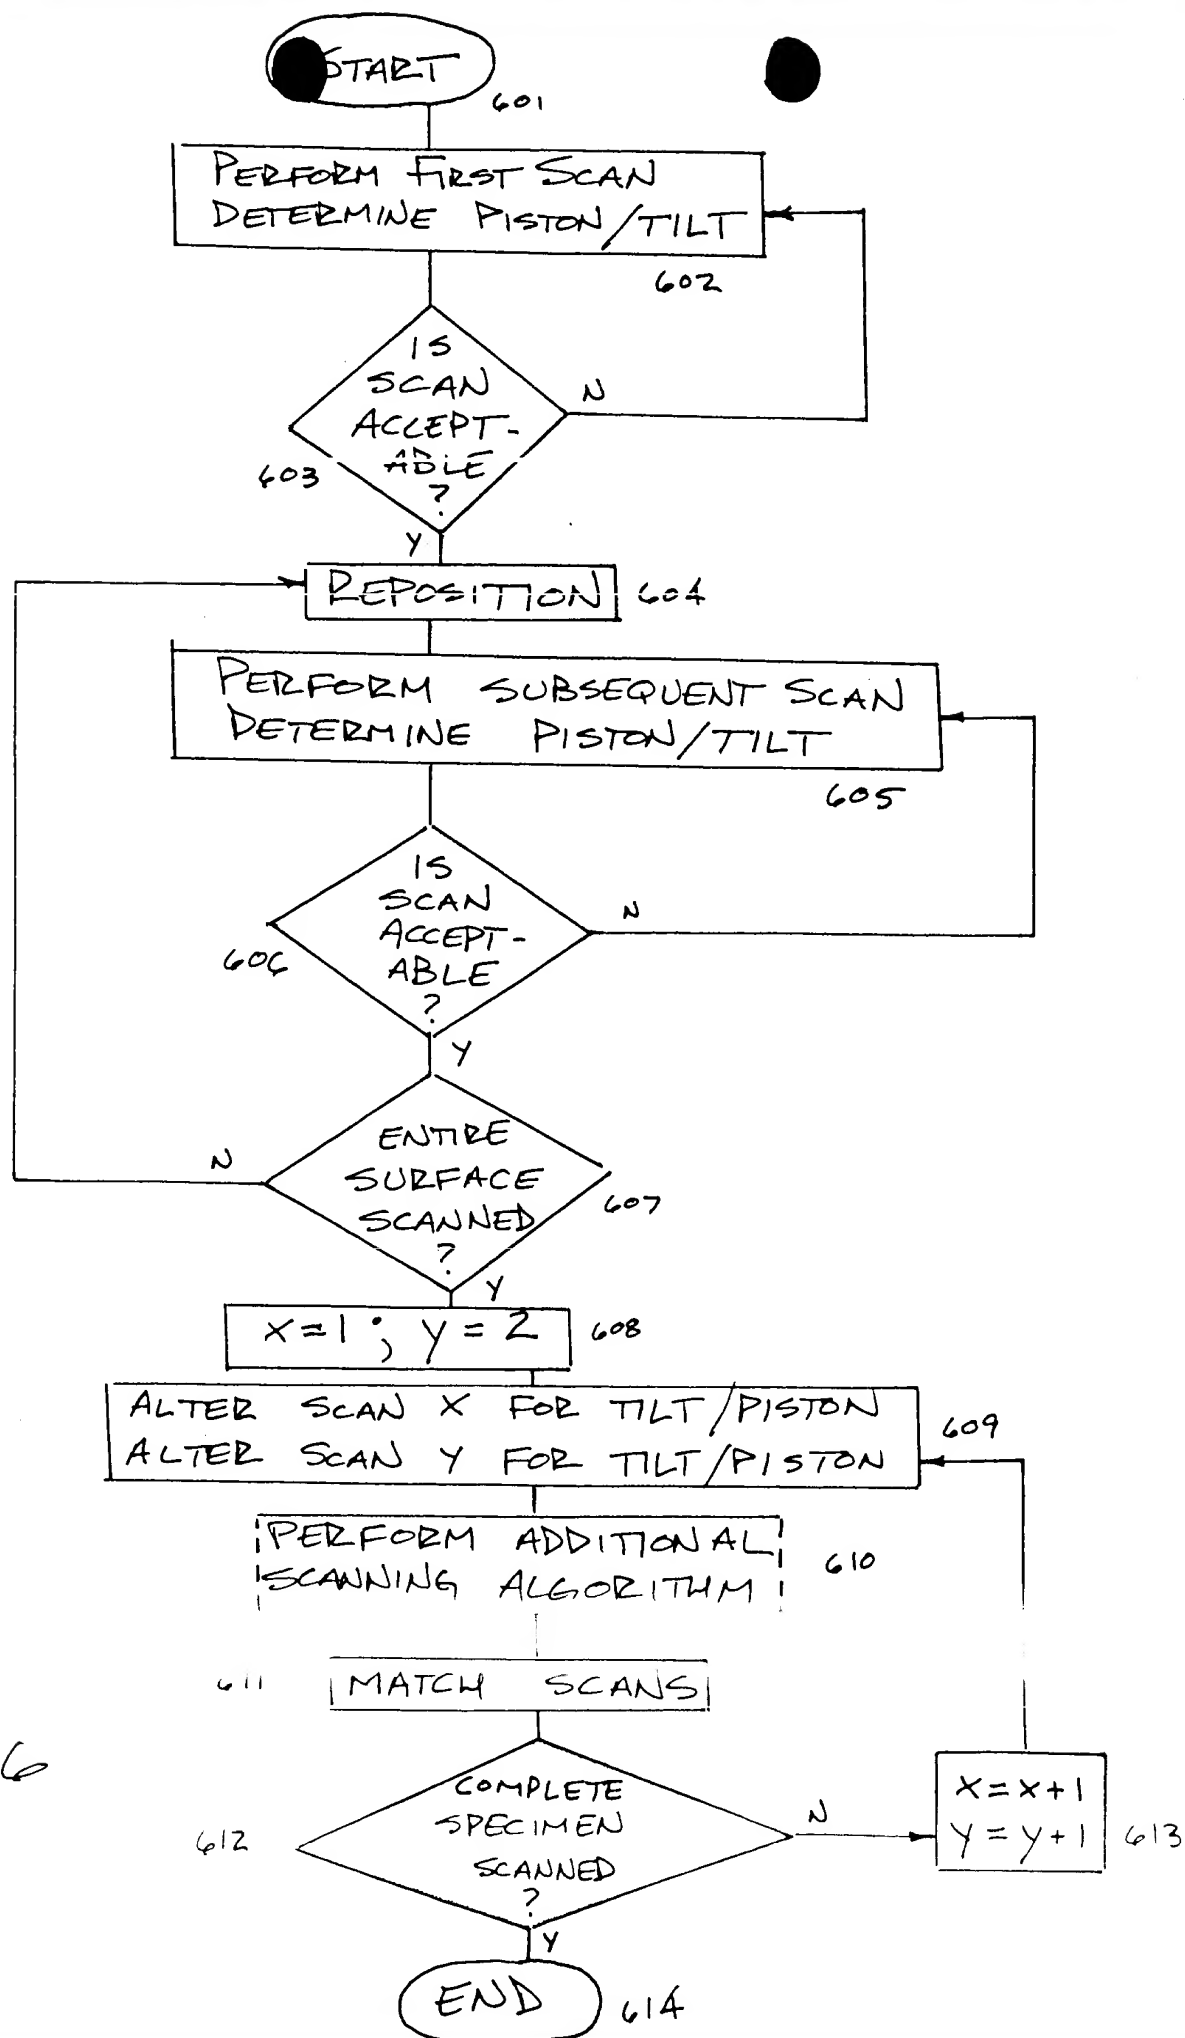 START
601
PERFORM FIRST SCAN
DETERMINE PISTON/TILT
602
IS
SCAN
ACCEPT-
ABLE
?
N
603
Y
REPOSITION
604
PERFORM SUBSEQUENT SCAN
DETERMINE PISTON/TILT
605
IS
SCAN
ACCEPT-
ABLE
?
N
606
Y
ENTIRE
SURFACE
SCANNED
?
N
607
Y
X=1; Y=2
608
ALTER SCAN X FOR TILT/PISTON
ALTER SCAN Y FOR TILT/PISTON
609
PERFORM ADDITIONAL
SCANNING ALGORITHM
610
611
MATCH SCANS
6
COMPLETE
SPECIMEN
SCANNED
?
612
N
X=X+1
Y=Y+1
613
Y
END
614